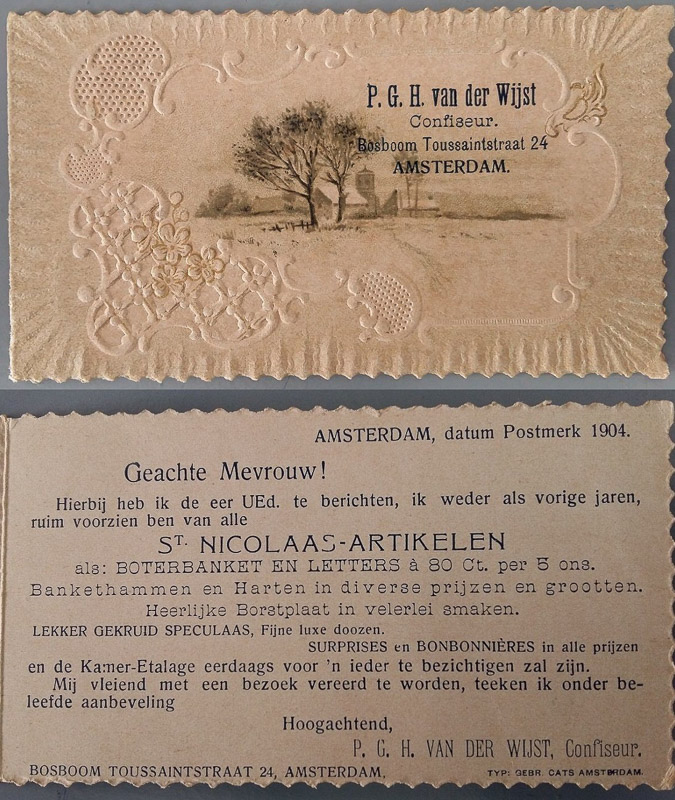 P. G. H. van der Wijst
Confiseur.
Bosboom Toussaintstraat 24
AMSTERDAM.
AMSTERDAM, datum Postmerk 1904.
Geachte Mevrouw!
Hierbij heb ik de eer UEd. te berichten, ik weder als vorige jaren,
ruim voorzien ben van alle
ST. NICOLAAS-ARTIKELEN
als: BOTERBANKET EN LETTERS à 80 Ct. per 5 ons.
Bankethammen en Harten in diverse prijzen en grootten.
Heerlijke Borstplaat in velerlei smaken.
LEKKER GEKRUID SPECULAAS, Fijne luxe doozen.
SURPRISES en BONBONNIÈRES in alle prijzen
en de Kamer-Etalage eerdaags voor 'n ieder te bezichtigen zal zijn.
Mij vleiend met een bezoek vereerd te worden, teeken ik onder be-
leefde aanbeveling
Hoogachtend,
P. G. H. VAN DER WIJST, Confiseur.
BOSBOOM TOUSSAINTSTRAAT 24, AMSTERDAM.
TYP: GEBR. CATS AMSTERDAM.